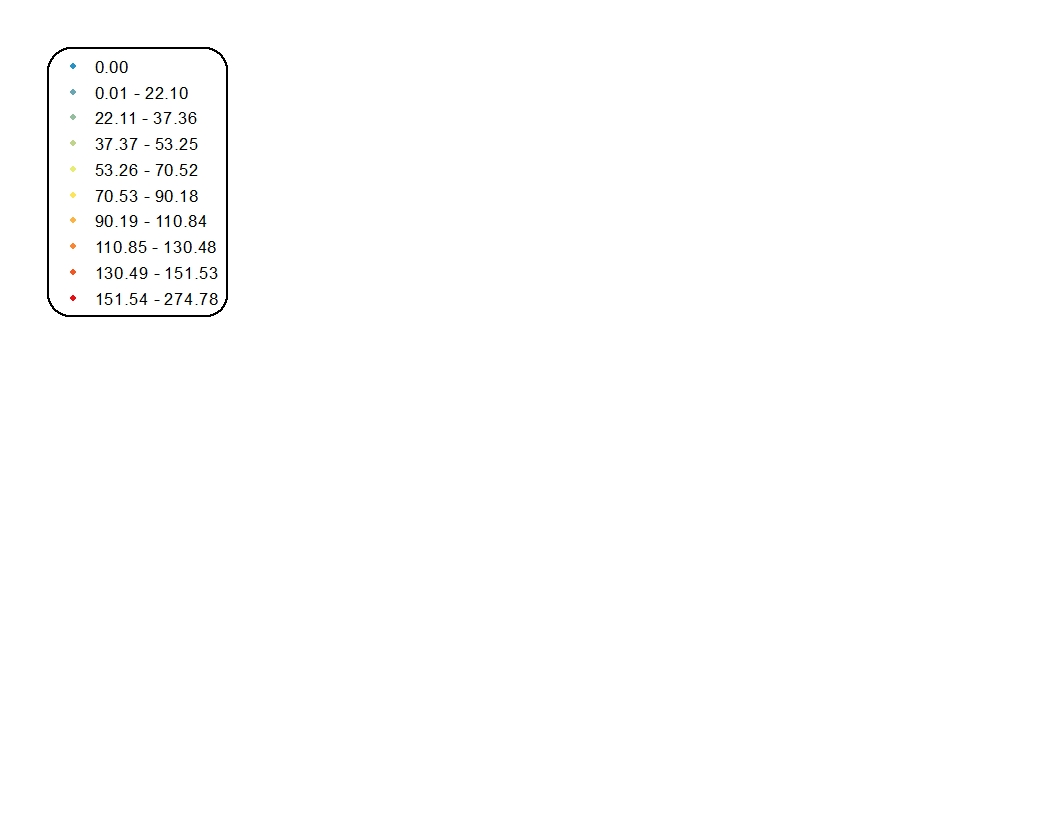 0.00
0.01 - 22.10
22.11 - 37.36
37.37 - 53.25
53.26 - 70.52
70.53 - 90.18
90.19 - 110.84
110.85 - 130.48
130.49 - 151.53
151.54 - 274.78